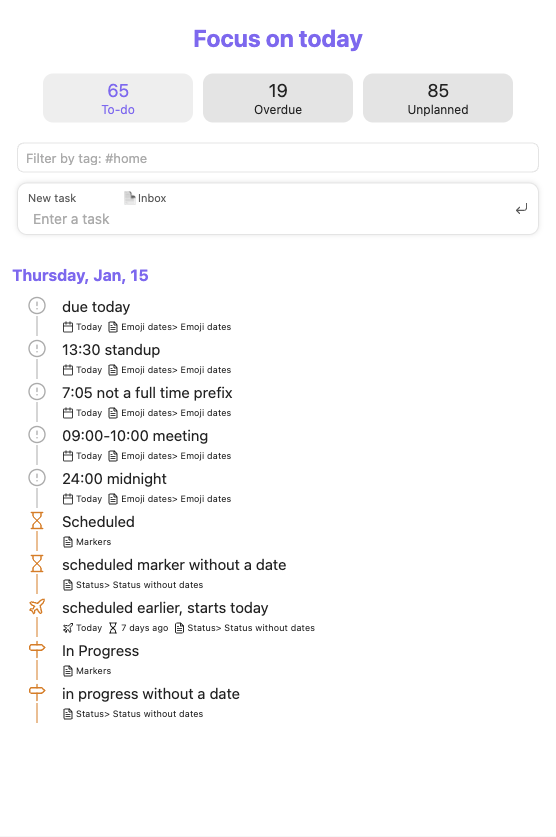 Focus on today
65
To-do
19
Overdue
85
Unplanned
Filter by tag: #home
New task
Inbox
Enter a task
Thursday, Jan, 15
due today
Today Emoji dates> Emoji dates
13:30 standup
Today Emoji dates> Emoji dates
7:05 not a full time prefix
Today Emoji dates> Emoji dates
09:00-10:00 meeting
Today Emoji dates> Emoji dates
24:00 midnight
Today Emoji dates> Emoji dates
Scheduled
Markers
scheduled marker without a date
Status> Status without dates
scheduled earlier, starts today
Today 7 days ago Status> Status without dates
In Progress
Markers
in progress without a date
Status> Status without dates